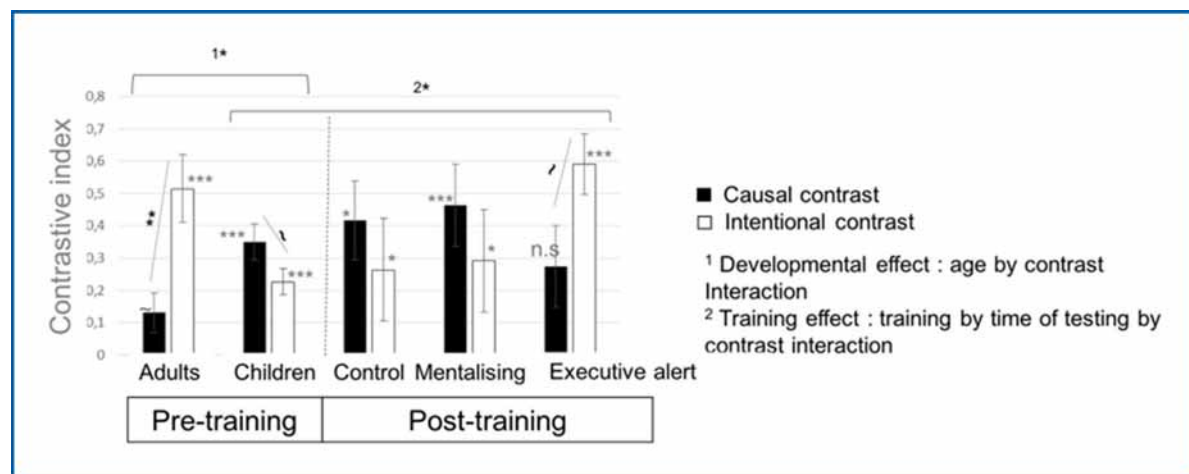 1*
2*
0,8
0,7
0,6
0,5
0,4
0,3
0,2
0,1
0
Contrastive index
~
**
***
***
~
***
*
*
***
*
n.s
~
***
Adults Children Control Mentalising Executive alert
Pre-training Post-training
Causal contrast
Intentional contrast
1 Developmental effect : age by contrast
Interaction
2 Training effect : training by time of testing by
contrast interaction